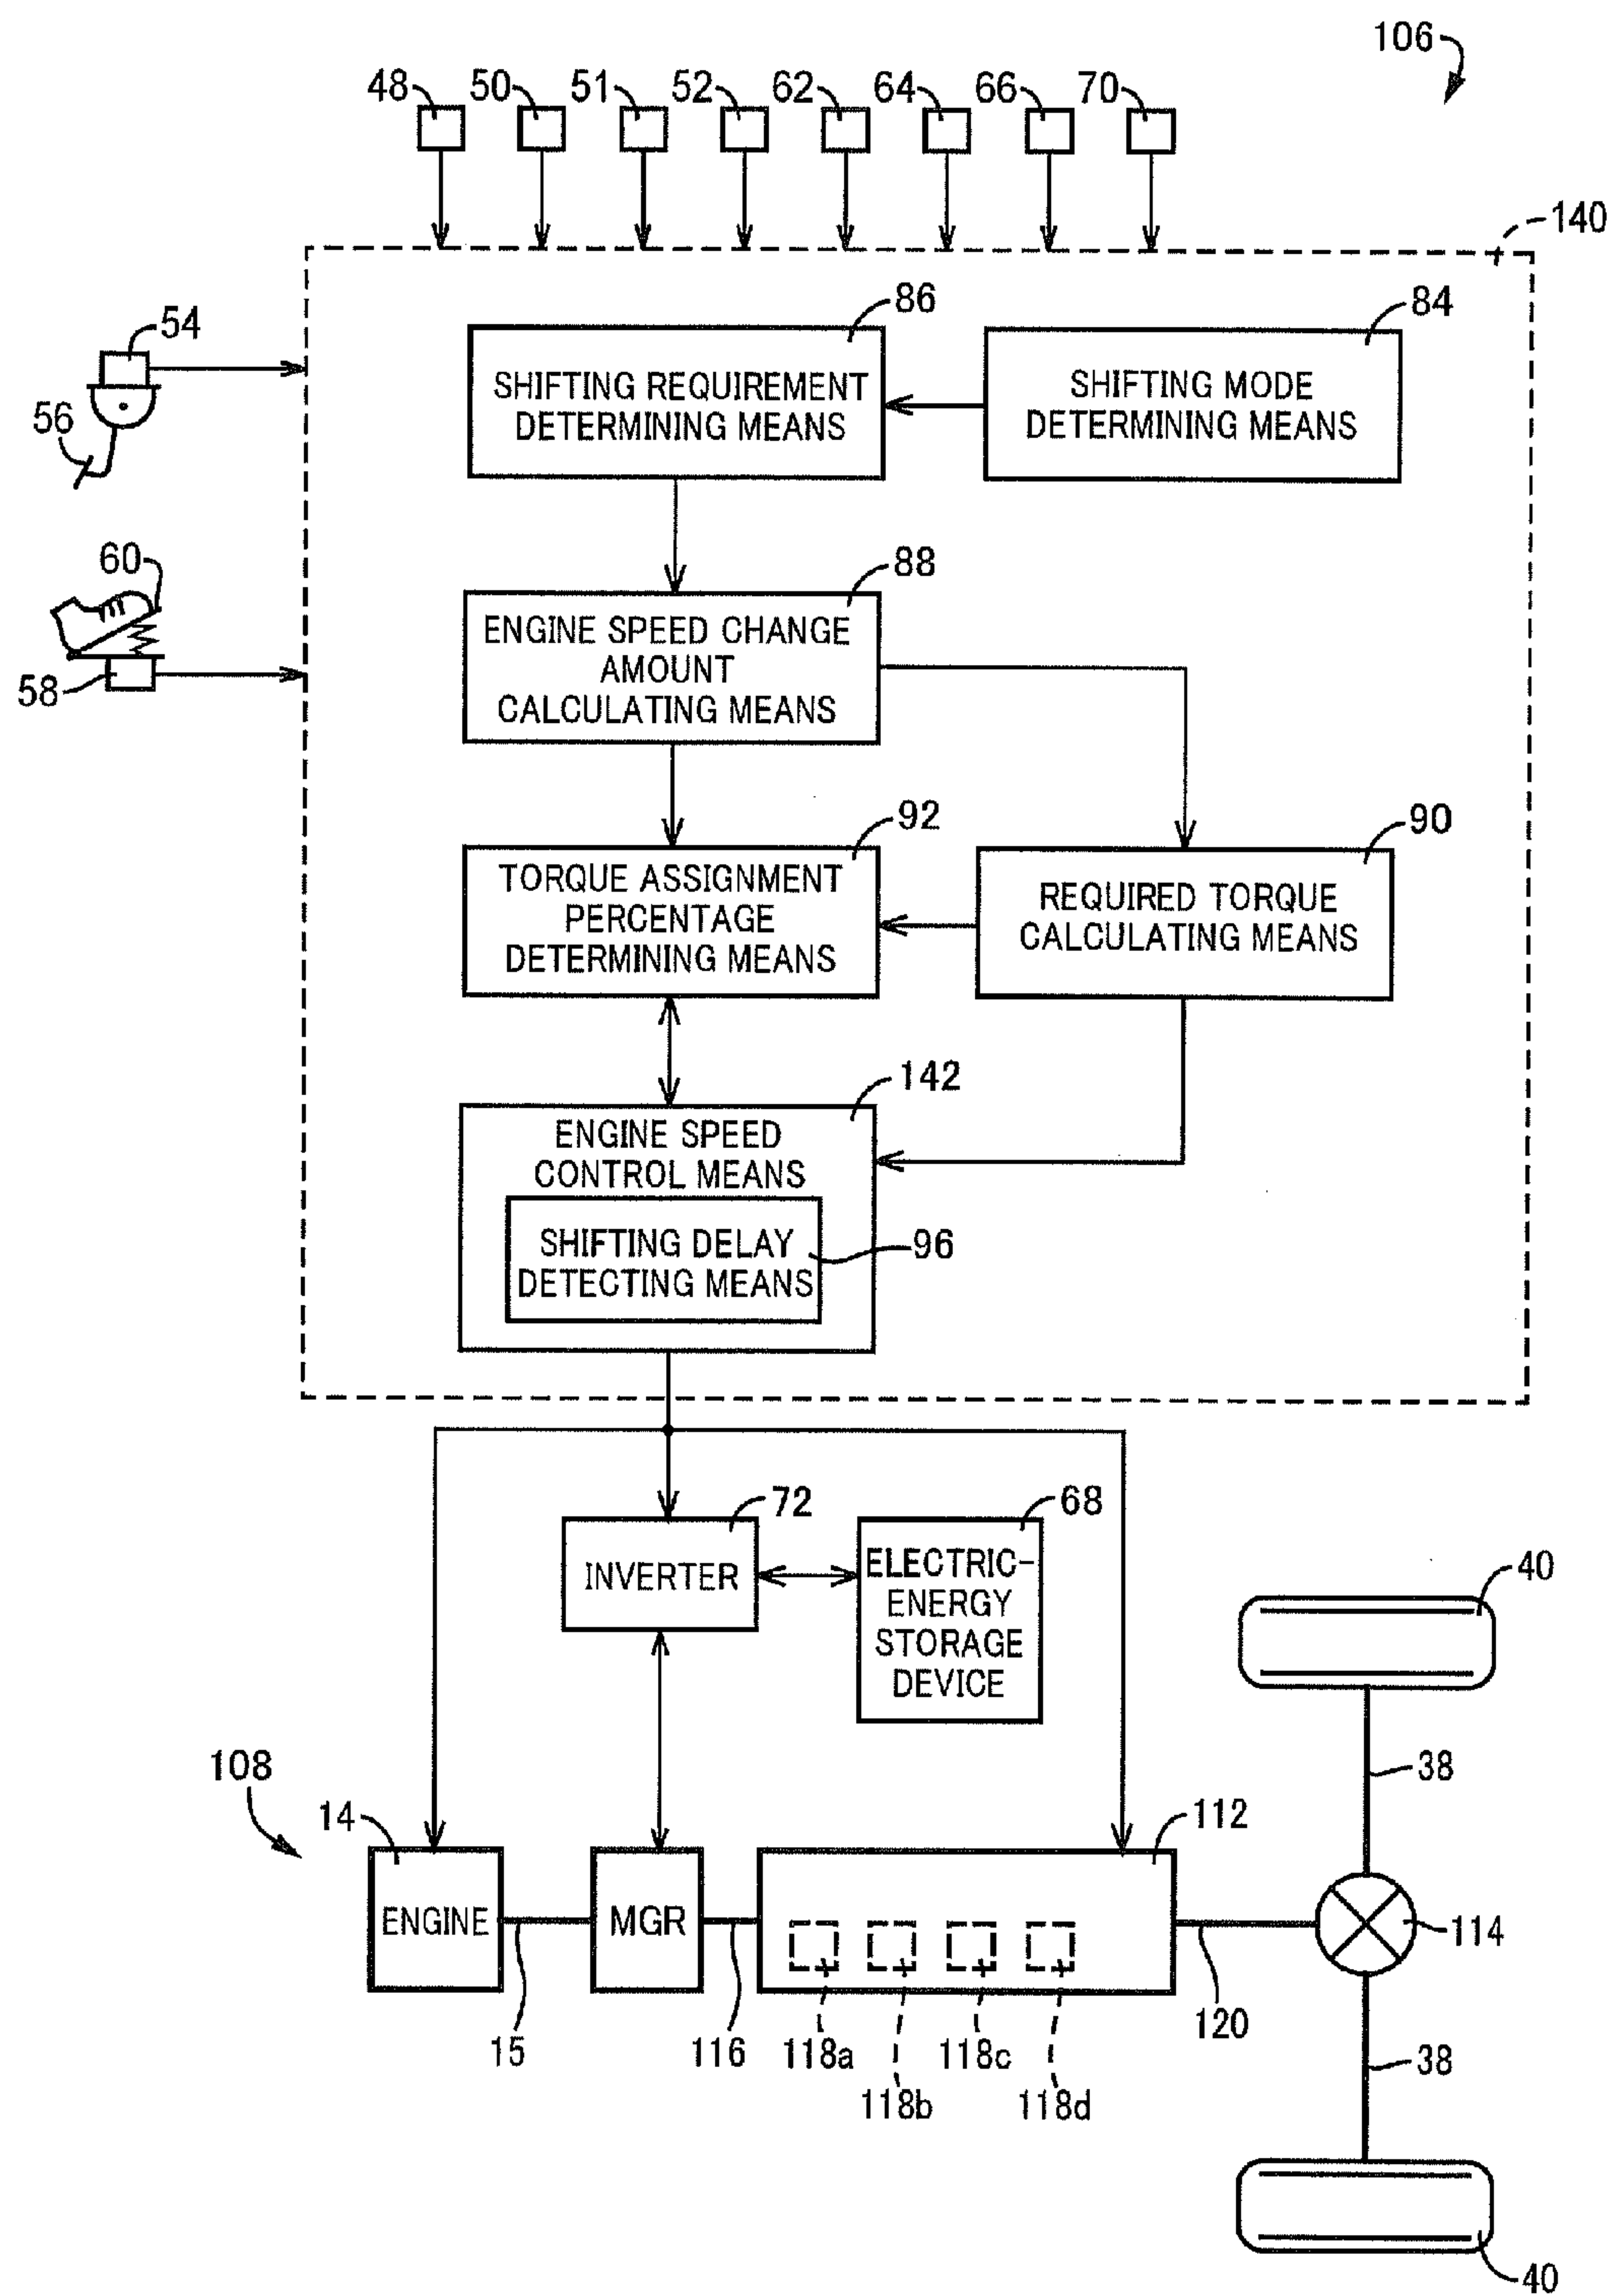 106
48
50
51
52
62
64
66
70
140
54
56
60
58
86
84
SHIFTING REQUIREMENT
DETERMINING MEANS
SHIFTING MODE
DETERMINING MEANS
88
ENGINE SPEED CHANGE
AMOUNT
CALCULATING MEANS
92
90
TORQUE ASSIGNMENT
PERCENTAGE
DETERMINING MEANS
REQUIRED TORQUE
CALCULATING MEANS
142
ENGINE SPEED
CONTROL MEANS
SHIFTING DELAY
DETECTING MEANS
96
72
68
INVERTER
ELECTRIC-
ENERGY
STORAGE
DEVICE
40
38
108
14
112
ENGINE
MGR
114
15
116
118a
118b
118c
118d
120
38
40